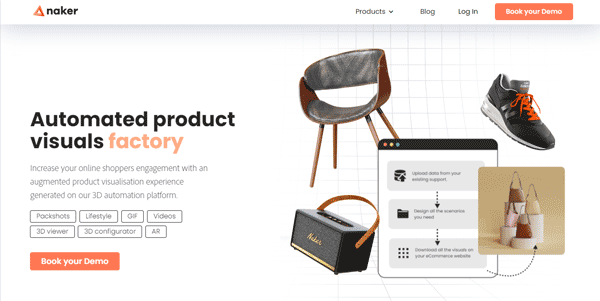 naker
Products
Blog
Log In
Book your Demo
Automated product
visuals factory
Increase your online shoppers engagement with an
augmented product visualisation experience
generated on our 3D automation platform.
Packshots
Lifestyle
GIF
Videos
3D viewer
3D configurator
AR
Book your Demo
Naker
Upload data from your
existing support
Design all the scenarios
you need
Download all the visuals on
your eCommerce website